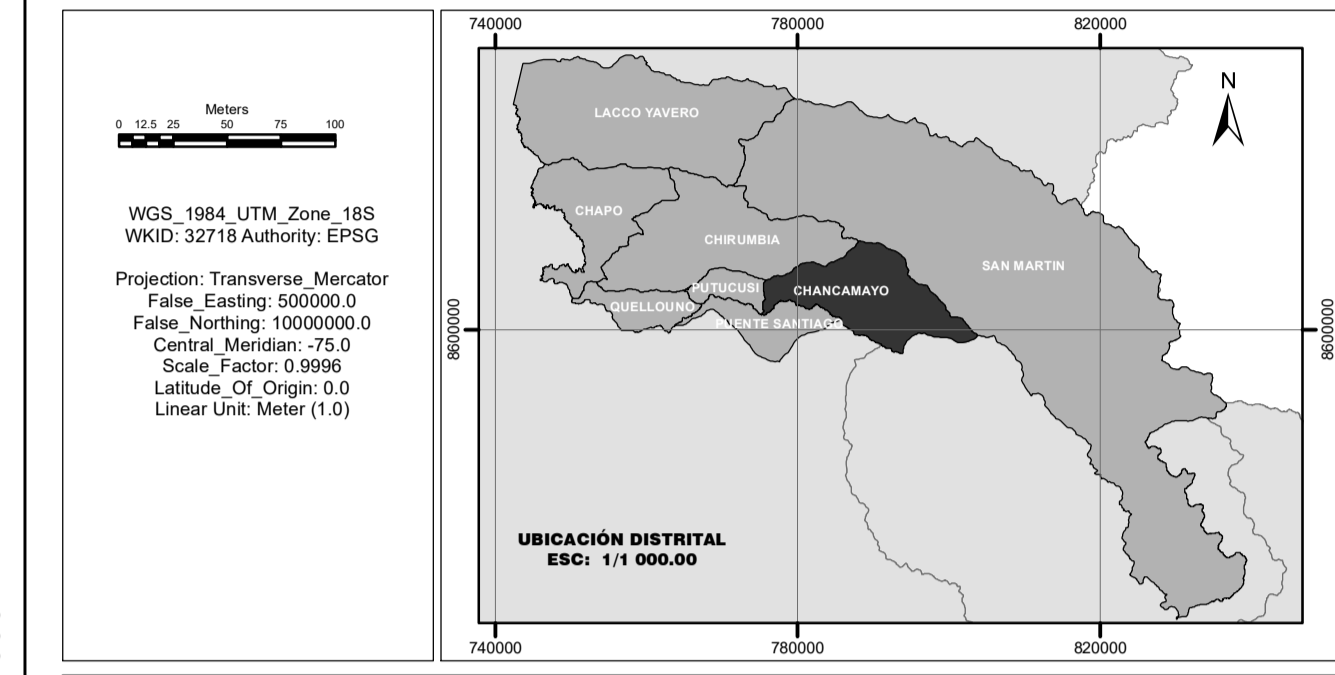 Meters
0 12.5 25 50 75 100
WGS_1984_UTM_Zone_18S
WKID: 32718 Authority: EPSG
Projection: Transverse_Mercator
False_Easting: 500000.0
False_Northing: 10000000.0
Central_Meridian: -75.0
Scale_Factor: 0.9996
Latitude_Of_Origin: 0.0
Linear Unit: Meter (1.0)
740000 780000 820000
N
LACCO YAVERO
CHAPO
CHIRUMBIA
SAN MARTIN
PUTUCUSI
CHANCAMAYO
QUELLOUNO
PUENTE SANTIAGO
8600000
8600000
UBICACIÓN DISTRITAL
ESC: 1/1 000.00
740000 780000 820000